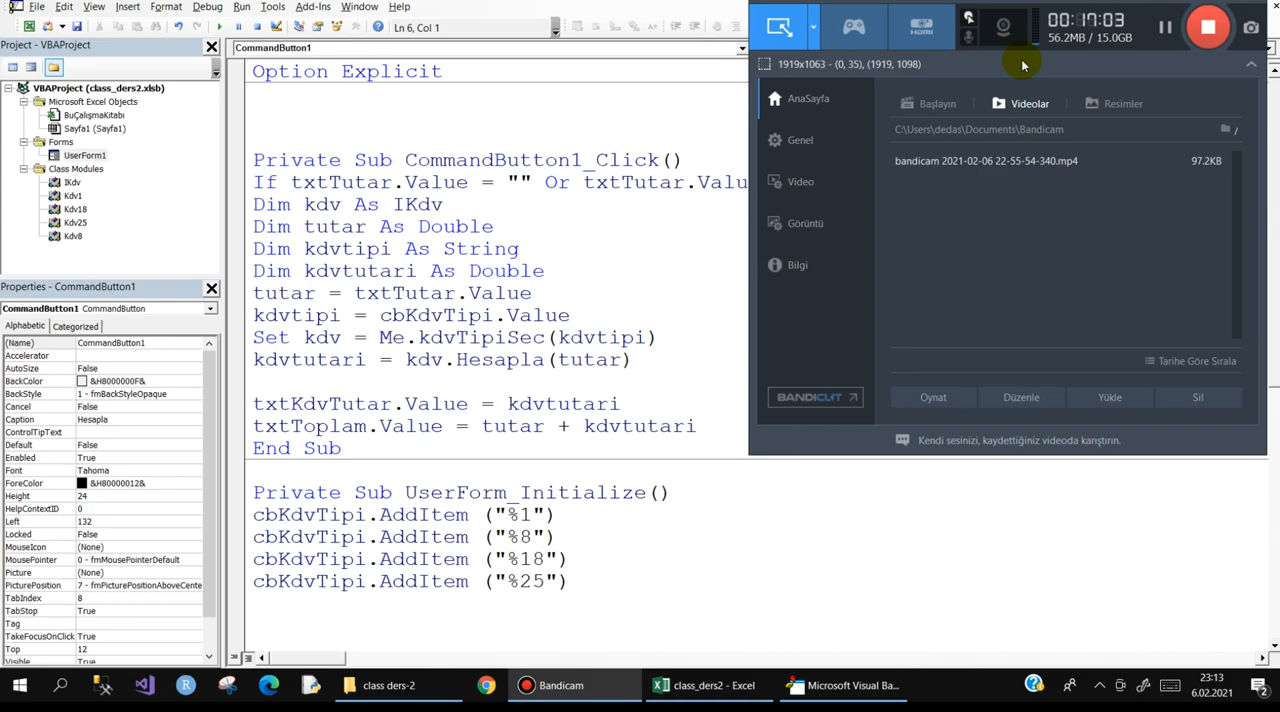 File Edit View Insert Format Debug Run Tools Add-Ins Window Help
Ln 6, Col 1
Project - VBAProject
VBAProject (class_ders2.xlsb)
Microsoft Excel Objects
BuÇalışmaKitabı
Sayfa1 (Sayfa1)
Forms
UserForm1
Class Modules
IKdv
Kdv1
Kdv18
Kdv25
Kdv8
Properties - CommandButton1
CommandButton1 CommandButton
Alphabetic Categorized
(Name) CommandButton1
Accelerator
AutoSize False
BackColor &H8000000F&
BackStyle 1 - fmBackStyleOpaque
Cancel False
Caption Hesapla
ControlTipText
Default False
Enabled True
Font Tahoma
ForeColor &H80000012&
Height 24
HelpContextID 0
Left 132
Locked False
MouseIcon (None)
MousePointer 0 - fmMousePointerDefault
Picture (None)
PicturePosition 7 - fmPicturePositionAboveCente
TabIndex 8
TabStop True
Tag
TakeFocusOnClick True
Top 12
Visible True
CommandButton1
Option Explicit
Private Sub CommandButton1_Click()
If txtTutar.Value = "" Or txtTutar.Valu
Dim kdv As IKdv
Dim tutar As Double
Dim kdvtipi As String
Dim kdvtutari As Double
tutar = txtTutar.Value
kdvtipi = cbKdvTipi.Value
Set kdv = Me.kdvTipiSec(kdvtipi)
kdvtutari = kdv.Hesapla(tutar)
txtKdvTutar.Value = kdvtutari
txtToplam.Value = tutar + kdvtutari
End Sub
Private Sub UserForm_Initialize()
cbKdvTipi.AddItem ("%1")
cbKdvTipi.AddItem ("%8")
cbKdvTipi.AddItem ("%18")
cbKdvTipi.AddItem ("%25")
HDMI
00:17:03
56.2MB / 15.0GB
1919x1063 - (0, 35), (1919, 1098)
AnaSayfa
Genel
Video
Görüntü
Bilgi
BANDICUT
Başlayın Videolar Resimler
C:\Users\dedas\Documents\Bandicam
bandicam 2021-02-06 22-55-54-340.mp4 97.2KB
Tarihe Göre Sırala
Oynat Düzenle Yükle Sil
Kendi sesinizi, kaydettiğiniz videoda karıştırın.
class ders-2
Bandicam
class_ders2 - Excel
Microsoft Visual Ba...
23:13
6.02.2021
2